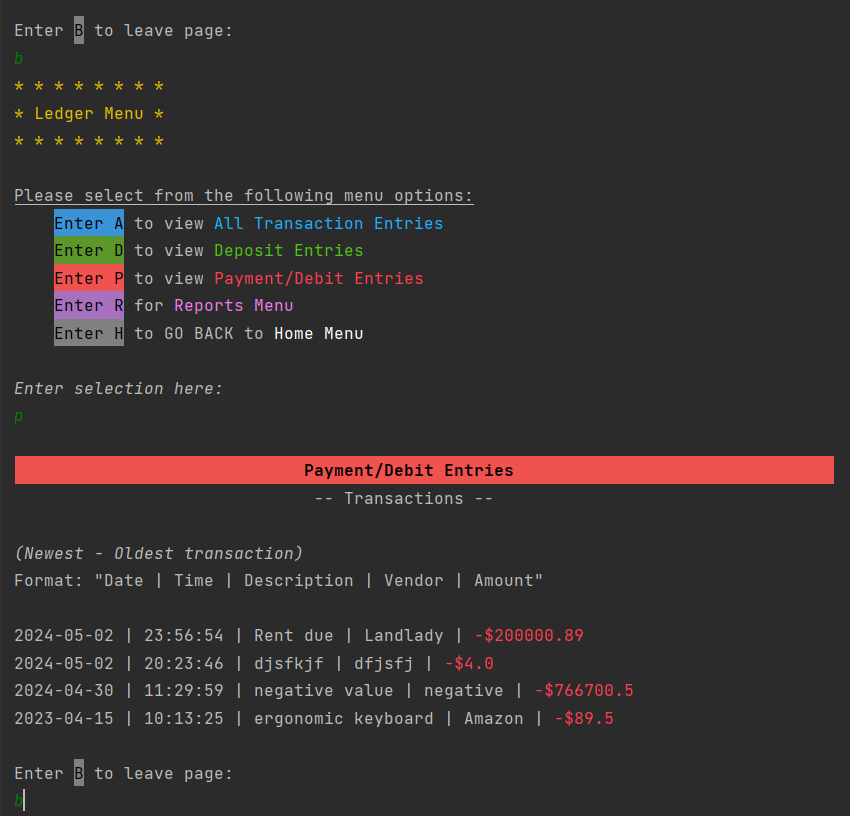 Enter B to leave page:
b
* * * * * * * *
* Ledger Menu *
* * * * * * * *
Please select from the following menu options:
Enter A to view All Transaction Entries
Enter D to view Deposit Entries
Enter P to view Payment/Debit Entries
Enter R for Reports Menu
Enter H to GO BACK to Home Menu
Enter selection here:
p
Payment/Debit Entries
-- Transactions --
(Newest - Oldest transaction)
Format: "Date | Time | Description | Vendor | Amount"
2024-05-02 | 23:56:54 | Rent due | Landlady | -$200000.89
2024-05-02 | 20:23:46 | djsfkjf | dfjsfj | -$4.0
2024-04-30 | 11:29:59 | negative value | negative | -$766700.5
2023-04-15 | 10:13:25 | ergonomic keyboard | Amazon | -$89.5
Enter B to leave page:
b